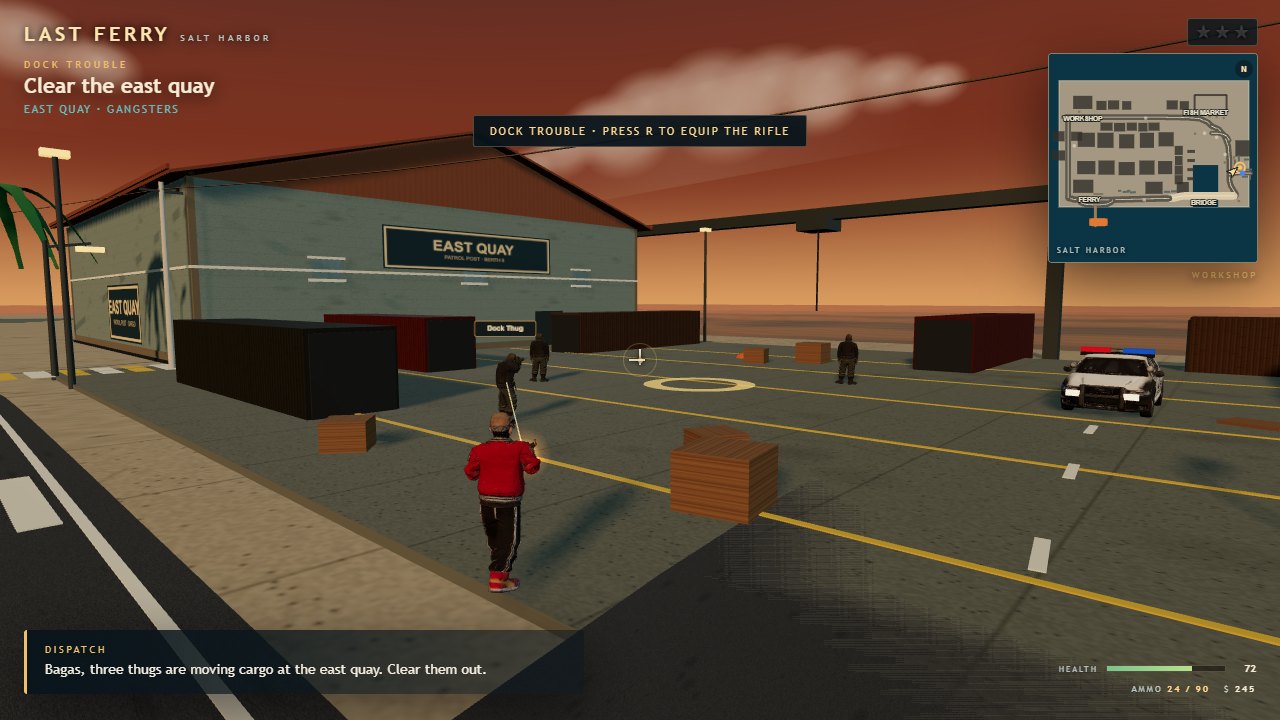 LAST FERRY SALT HARBOR
DOCK TROUBLE
Clear the east quay
EAST QUAY · GANGSTERS
DOCK TROUBLE · PRESS R TO EQUIP THE RIFLE
N
FISH MARKET
WORKSHOP
FERRY
BRIDGE
SALT HARBOR
WORKSHOP
EAST QUAY
EAST QUAY
Dock Thug
DISPATCH
Bagas, three thugs are moving cargo at the east quay. Clear them out.
HEALTH 72
AMMO 24 / 90 $ 245